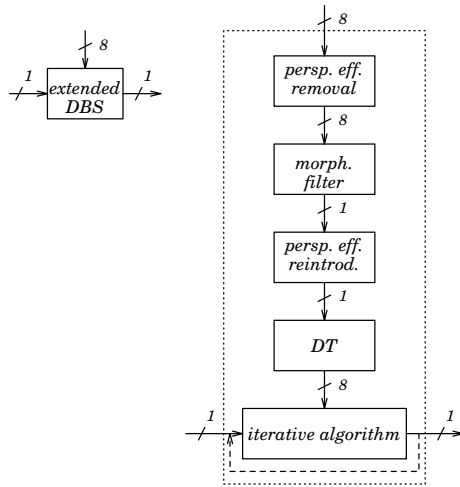 8
1
extended
DBS
1
8
persp. eff.
removal
8
morph.
filter
1
persp. eff.
reintrod.
1
DT
8
1
iterative algorithm
1